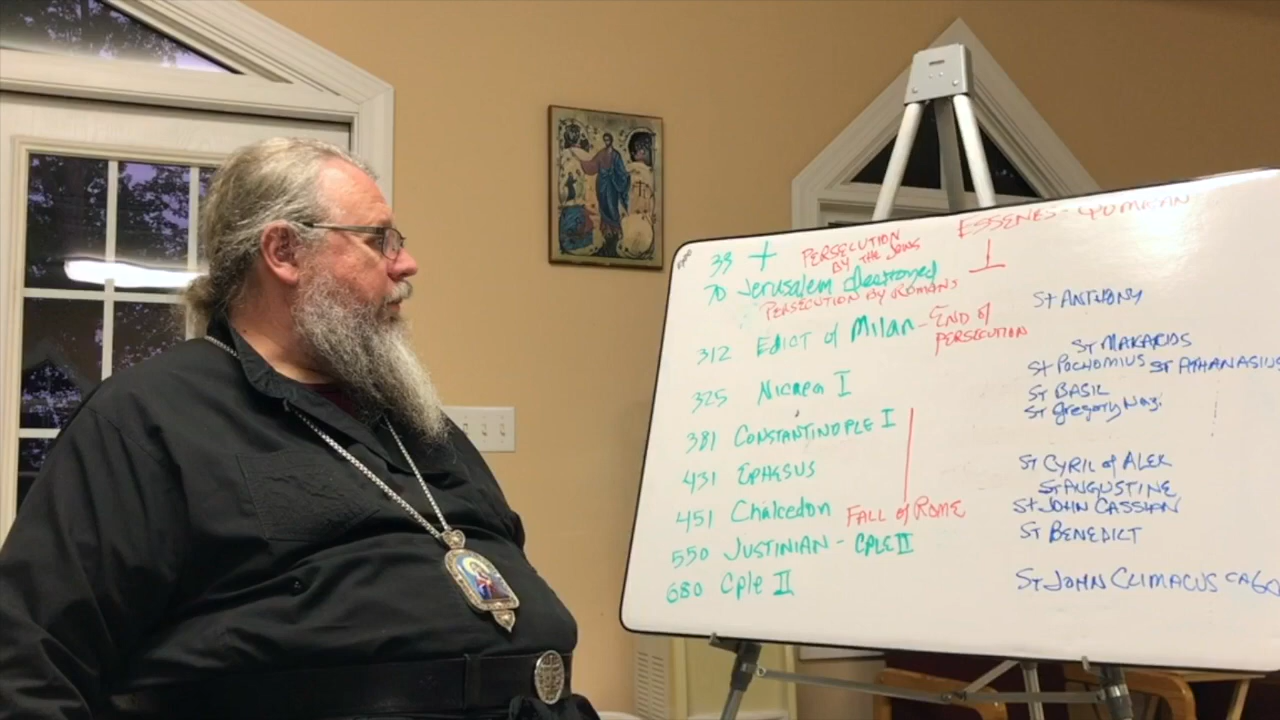 ESSENES - QUMRAN
33 + PERSECUTION
BY THE JEWS
70 Jerusalem destroyed
PERSECUTION BY ROMANS
312 EDICT of Milan - END of
PERSECUTION
325 Nicaea I
381 CONSTANTINOPLE I
431 EPHESUS
451 Chalcedon FALL of ROME
550 JUSTINIAN - CPLE II
680 Cple II
St ANTHONY
ST MAKARIOS
St POCHOMIUS ST ATHANASIUS
St BASIL
St Gregory Nazi
St CYRIL of ALEX
St AUGUSTINE
St JOHN CASSIAN
St BENEDICT
St JOHN CLIMACUS CA 60